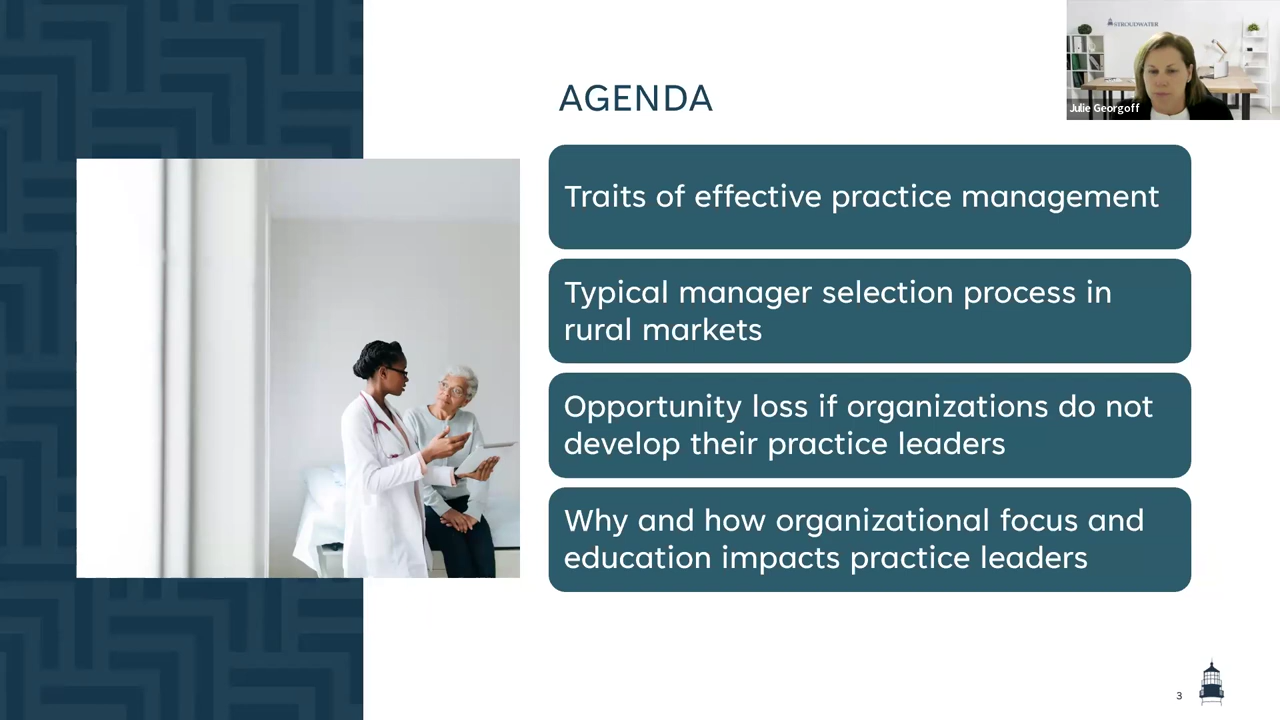 STROUDWATER
Julie Georgoff
AGENDA
Traits of effective practice management
Typical manager selection process in
rural markets
Opportunity loss if organizations do not
develop their practice leaders
Why and how organizational focus and
education impacts practice leaders
3